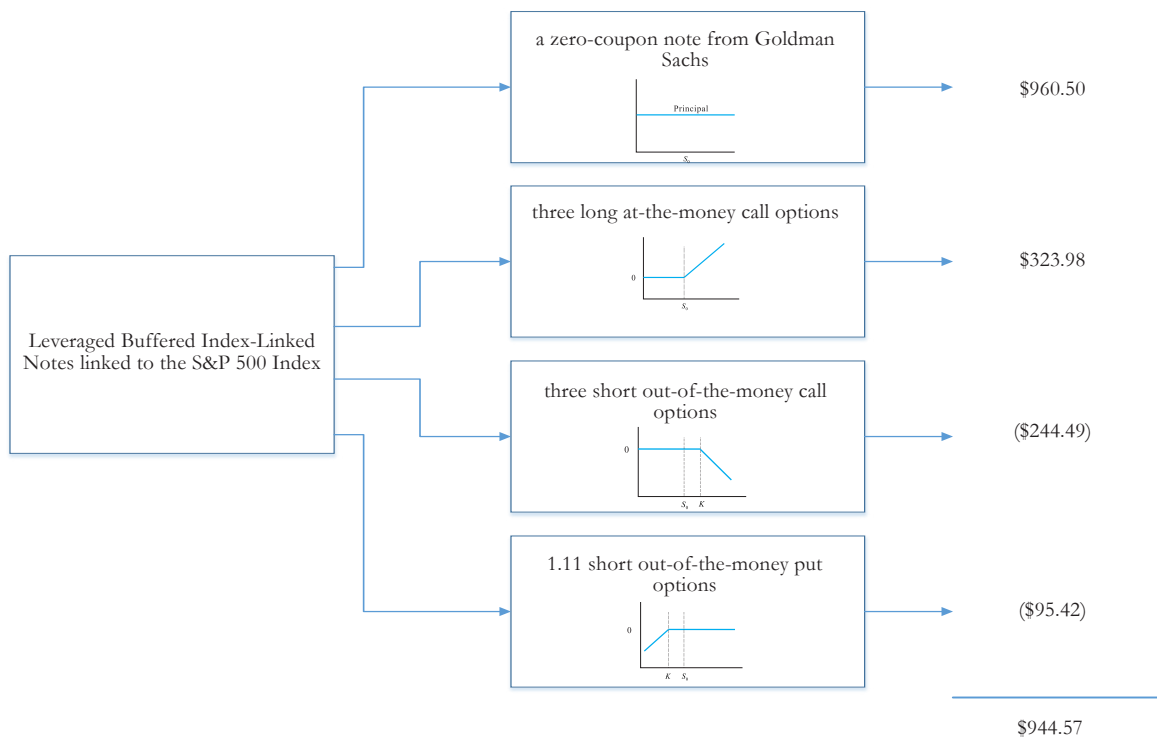 a zero-coupon note from Goldman
Sachs
Principal
S₀
$960.50
three long at-the-money call options
0
S₀
$323.98
Leveraged Buffered Index-Linked
Notes linked to the S&P 500 Index
three short out-of-the-money call
options
0
S₀ K
($244.49)
1.11 short out-of-the-money put
options
0
K S₀
($95.42)
$944.57